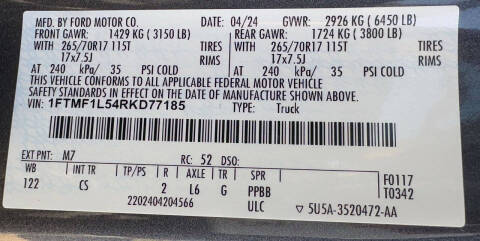 MFD. BY FORD MOTOR CO. DATE: 04/24 GVWR: 2926 KG (6450 LB)
FRONT GAWR: 1429 KG (3150 LB) REAR GAWR: 1724 KG (3800 LB)
WITH 265/70R17 115T TIRES WITH 265/70R17 115T TIRES
17x7.5J RIMS 17x7.5J RIMS
AT 240 kPa/ 35 PSI COLD AT 240 kPa/ 35 PSI COLD
THIS VEHICLE CONFORMS TO ALL APPLICABLE FEDERAL MOTOR VEHICLE
SAFETY STANDARDS IN EFFECT ON THE DATE OF MANUFACTURE SHOWN ABOVE.
VIN: 1FTMF1L54RKD77185 TYPE: Truck
EXT PNT: M7 RC: 52 DSO:
WB INT TR TP/PS R AXLE TR SPR F0117
122 CS 2 L6 G PPBB T0342
2202404204566 ULC ▽5U5A-3520472-AA